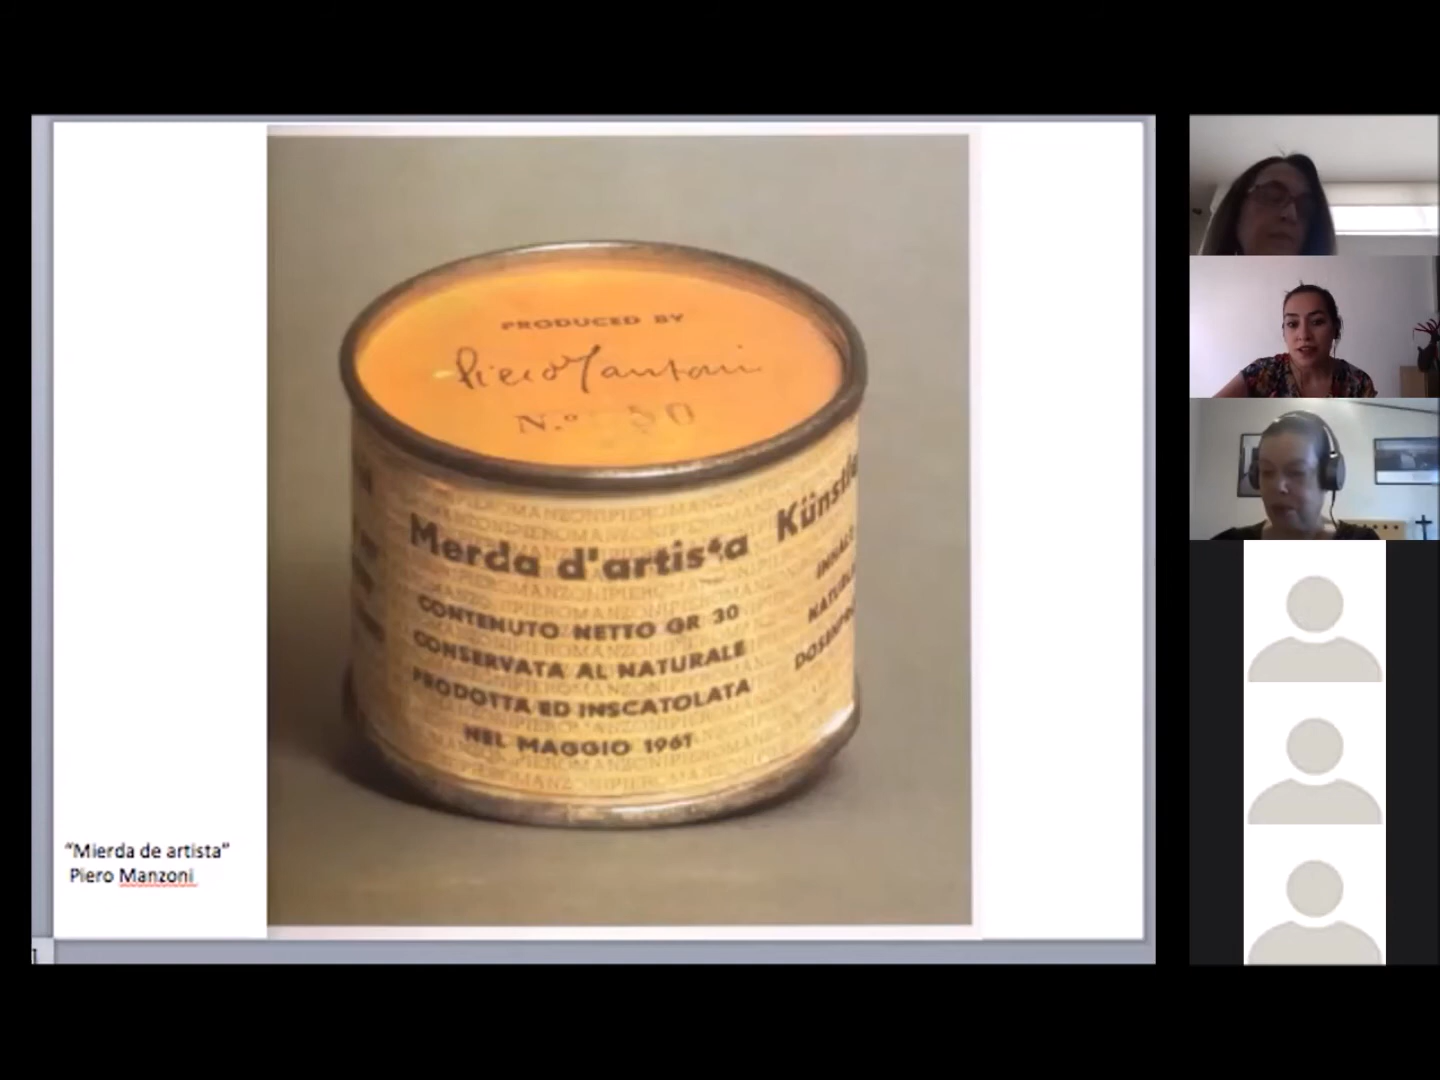 PRODUCED BY
Piero Manzoni
N.º 50
Merda d'artista
CONTENUTO NETTO GR 30
CONSERVATA AL NATURALE
PRODOTTA ED INSCATOLATA
NEL MAGGIO 1961
“Mierda de artista”
Piero Manzoni